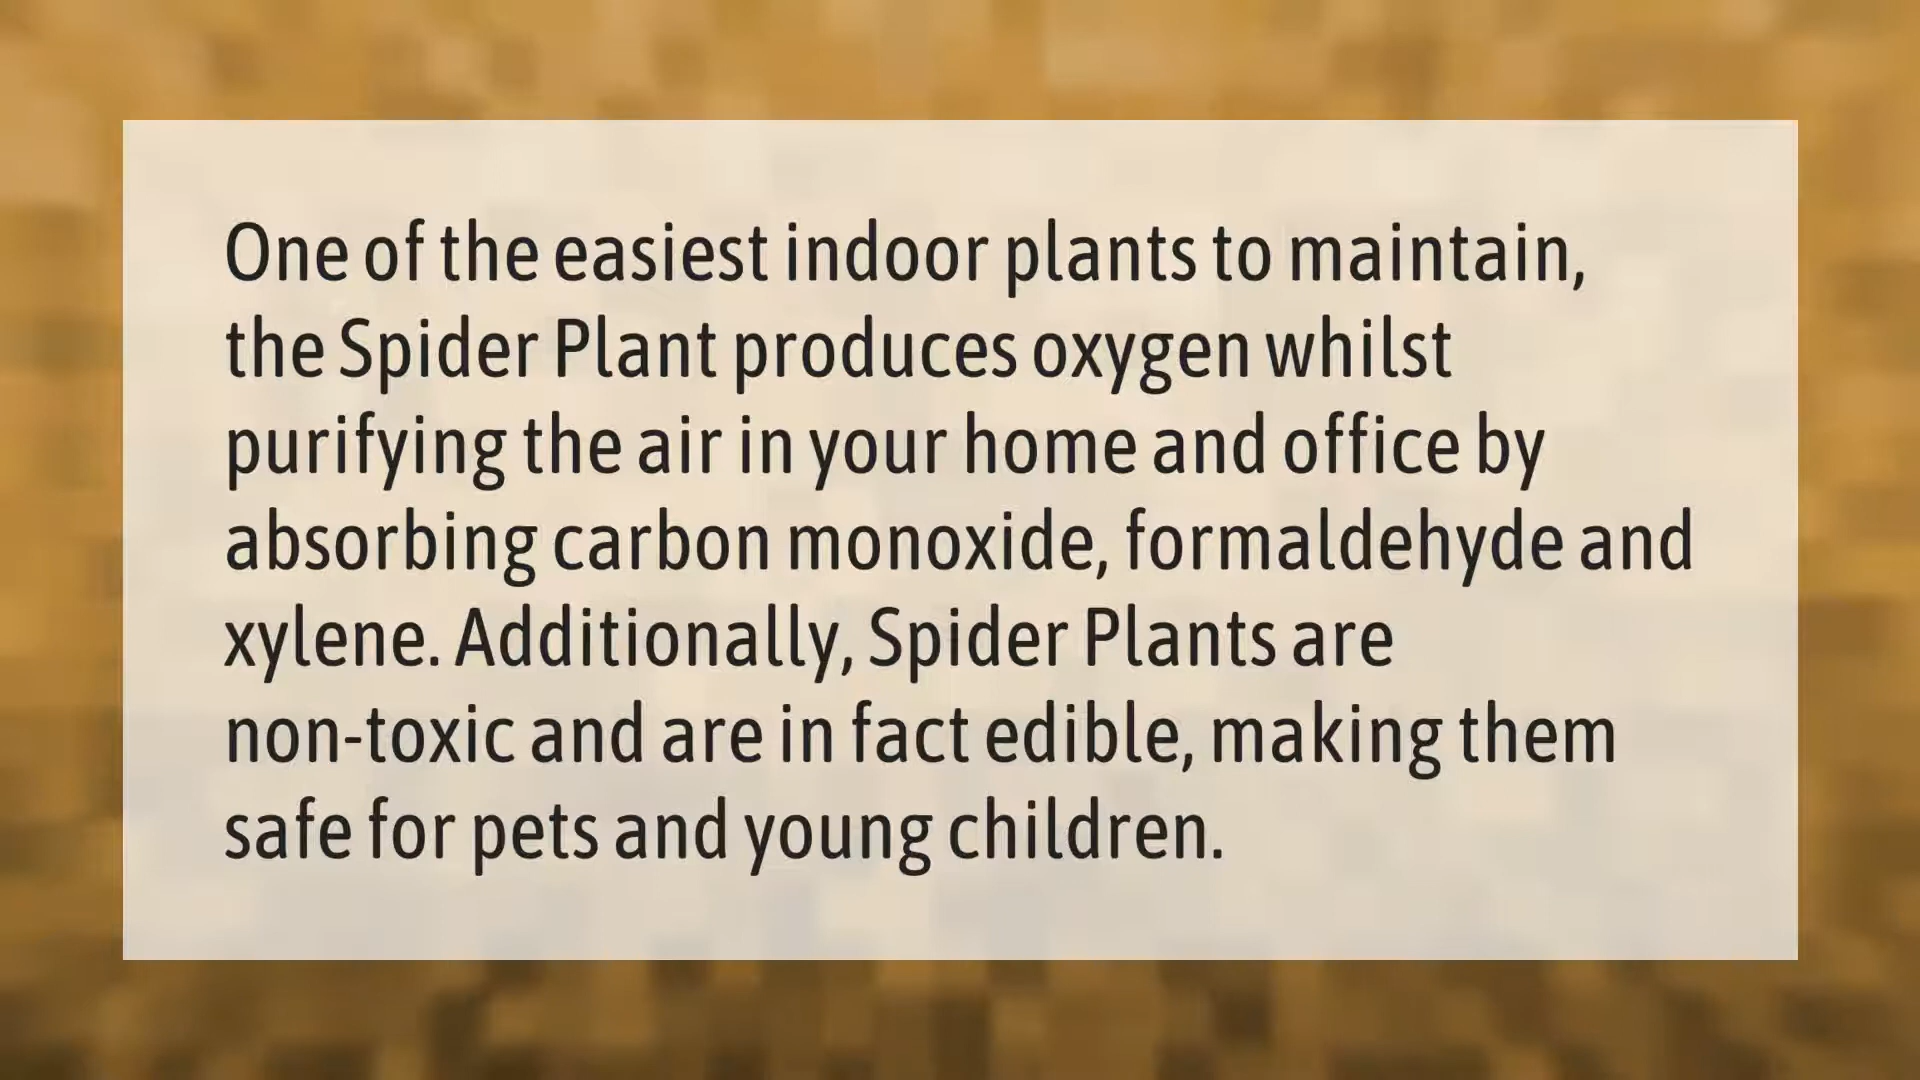 One of the easiest indoor plants to maintain,
the Spider Plant produces oxygen whilst
purifying the air in your home and office by
absorbing carbon monoxide, formaldehyde and
xylene. Additionally, Spider Plants are
non-toxic and are in fact edible, making them
safe for pets and young children.